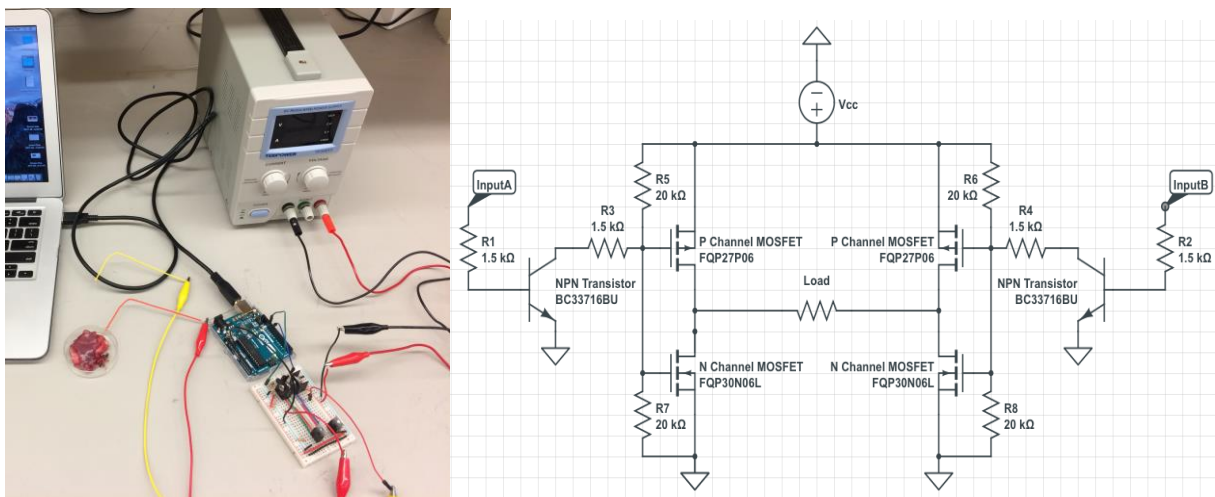 Vcc
InputA
R1
1.5 kΩ
R3
1.5 kΩ
R5
20 kΩ
R6
20 kΩ
R4
1.5 kΩ
InputB
R2
1.5 kΩ
P Channel MOSFET
FQP27P06
P Channel MOSFET
FQP27P06
NPN Transistor
BC33716BU
Load
NPN Transistor
BC33716BU
N Channel MOSFET
FQP30N06L
N Channel MOSFET
FQP30N06L
R7
20 kΩ
R8
20 kΩ